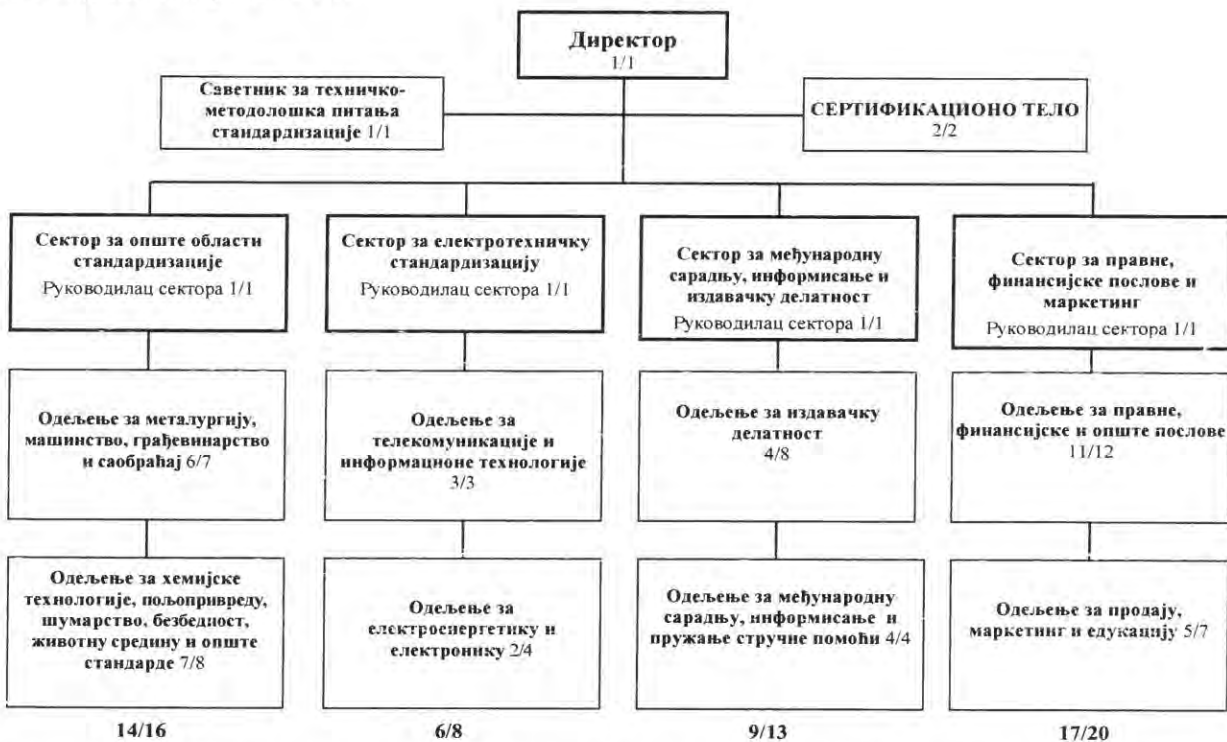 Директор
1/1
Саветник за техничко-
методолошка питања
стандардизације 1/1
СЕРТИФИКАЦИОНО ТЕЛО
2/2
Сектор за опште области
стандардизације
Руководилац сектора 1/1
Сектор за електротехничку
стандардизацију
Руководилац сектора 1/1
Сектор за међународну
сарадњу, информисање и
издавачку делатност
Руководилац сектора 1/1
Сектор за правне,
финансијске послове и
маркетинг
Руководилац сектора 1/1
Одељење за металургију,
машинство, грађевинарство
и саобраћај 6/7
Одељење за
телекомуникације и
информационе технологије
3/3
Одељење за издавачку
делатност
4/8
Одељење за правне,
финансијске и опште послове
11/12
Одељење за хемијске
технологије, пољопривреду,
шумарство, безбедност,
животну средину и опште
стандарде 7/8
Одељење за
електроенергетику и
електронику 2/4
Одељење за међународну
сарадњу, информисање и
пружање стручне помоћи 4/4
Одељење за продају,
маркетинг и едукацију 5/7
14/16
6/8
9/13
17/20